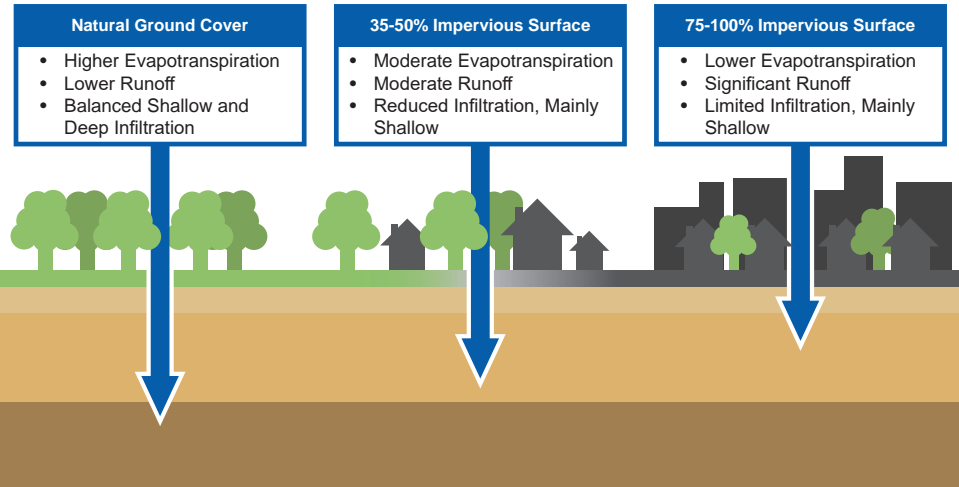 Natural Ground Cover
• Higher Evapotranspiration
• Lower Runoff
• Balanced Shallow and
Deep Infiltration
35-50% Impervious Surface
• Moderate Evapotranspiration
• Moderate Runoff
• Reduced Infiltration, Mainly
Shallow
75-100% Impervious Surface
• Lower Evapotranspiration
• Significant Runoff
• Limited Infiltration, Mainly
Shallow